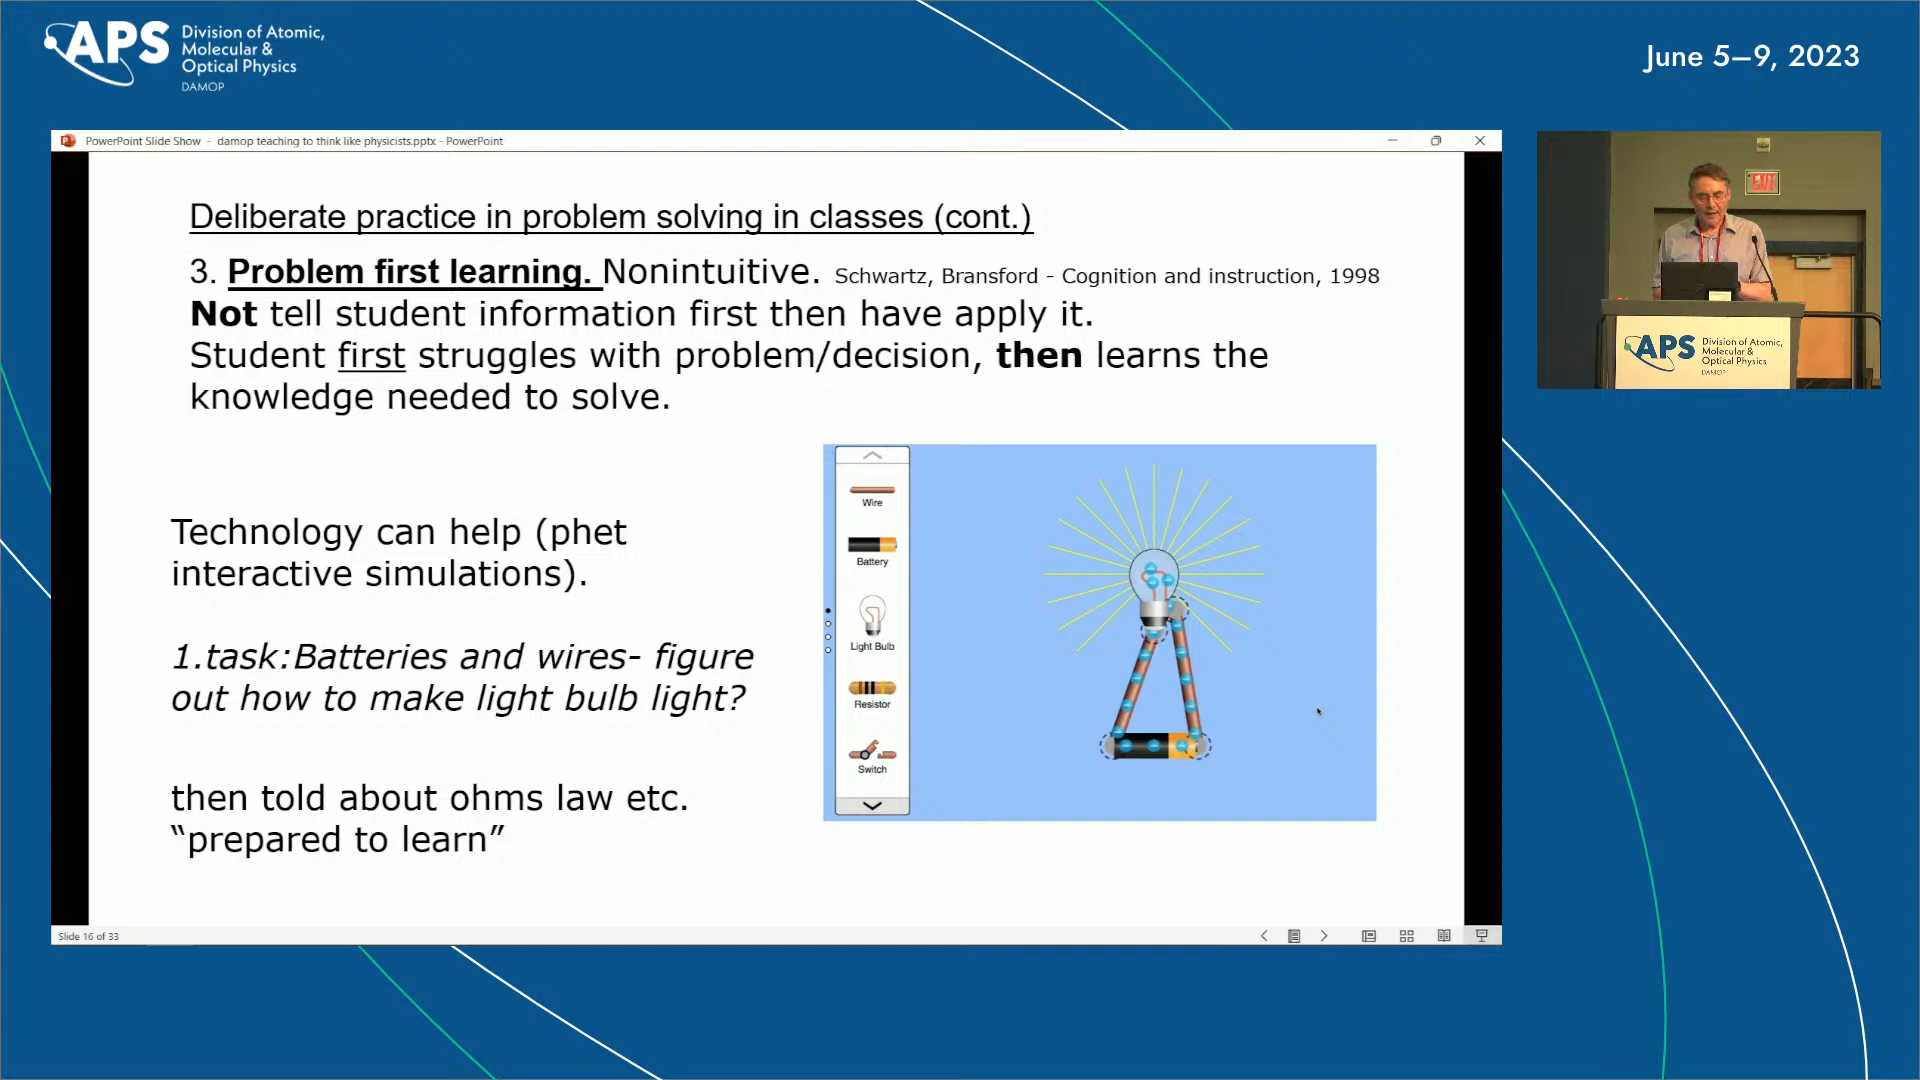 APS
Division of Atomic,
Molecular &
Optical Physics
DAMOP
June 5–9, 2023
PowerPoint Slide Show - damop teaching to think like physicists.pptx - PowerPoint
Deliberate practice in problem solving in classes (cont.)
3. Problem first learning. Nonintuitive. Schwartz, Bransford - Cognition and instruction, 1998
Not tell student information first then have apply it.
Student first struggles with problem/decision, then learns the
knowledge needed to solve.
Technology can help (phet
interactive simulations).
1.task:Batteries and wires- figure
out how to make light bulb light?
then told about ohms law etc.
“prepared to learn”
Wire
Battery
Light Bulb
Resistor
Switch
Slide 16 of 33
EXIT
APS
Division of Atomic,
Molecular &
Optical Physics
DAMOP